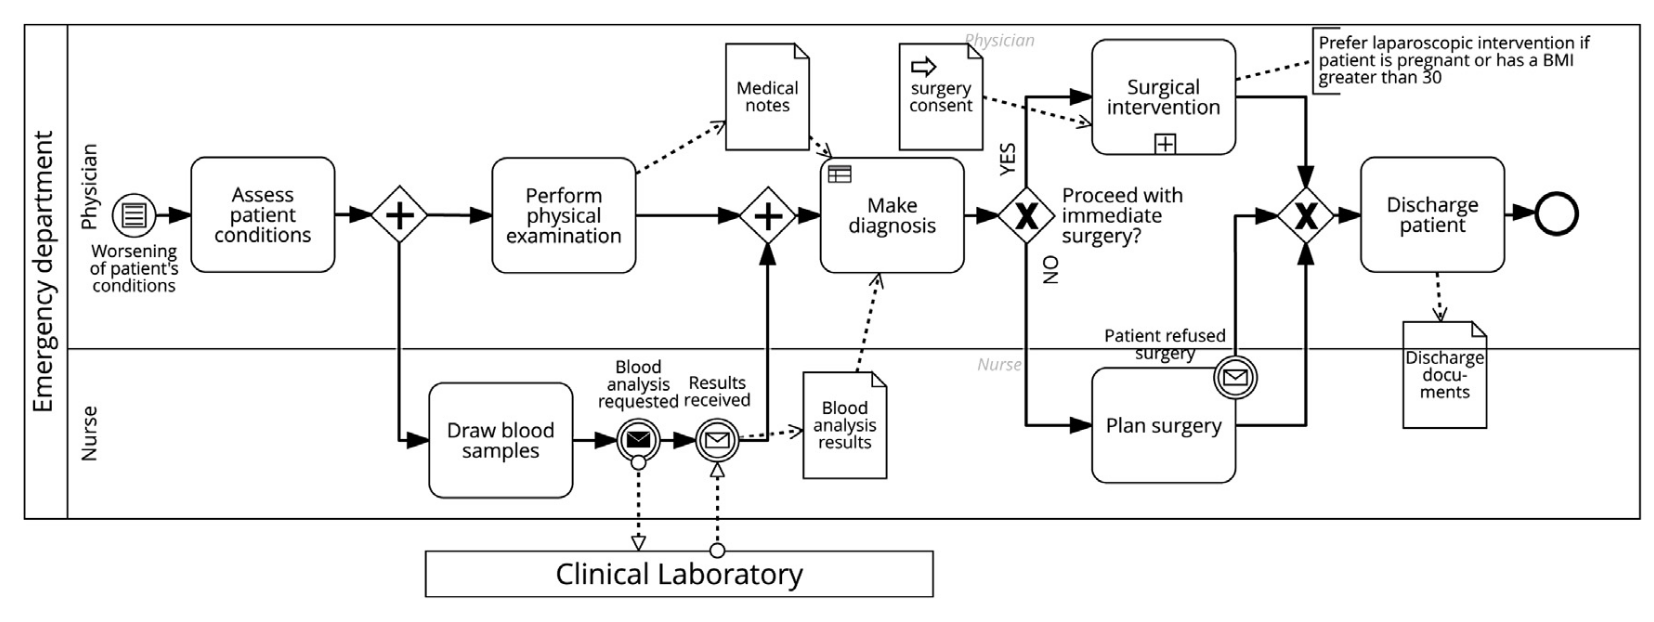 Emergency department
Physician
Nurse
Physician
Nurse
Worsening
of patient's
conditions
Assess
patient
conditions
Perform
physical
examination
Medical
notes
Make
diagnosis
surgery
consent
YES
NO
Proceed with
immediate
surgery?
Surgical
intervention
Prefer laparoscopic intervention if
patient is pregnant or has a BMI
greater than 30
Discharge
patient
Discharge
docu-
ments
Draw blood
samples
Blood
analysis
requested
Results
received
Blood
analysis
results
Patient refused
surgery
Plan surgery
Clinical Laboratory